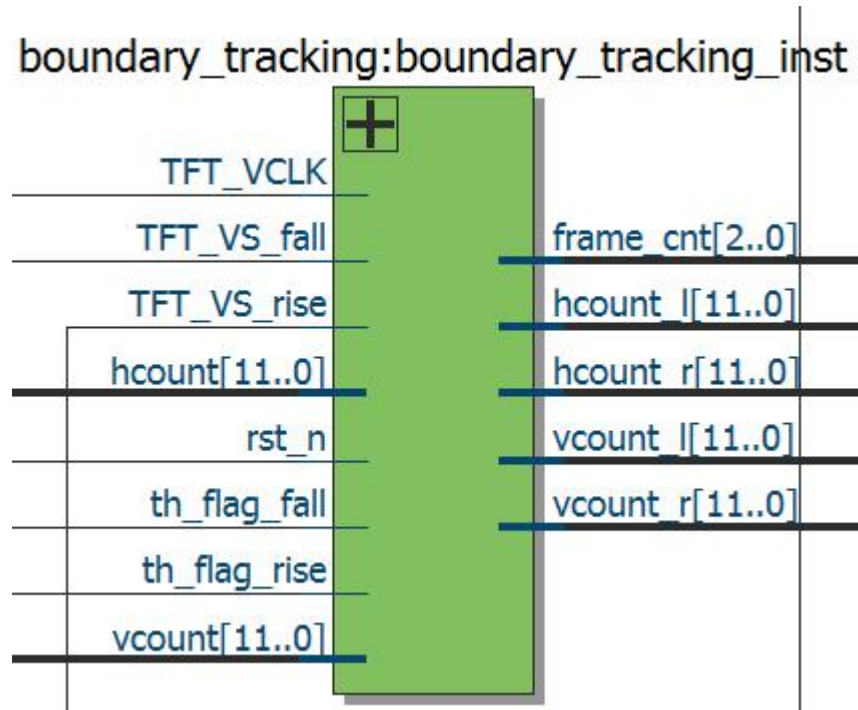 boundary_tracking:boundary_tracking_inst
TFT_VCLK
TFT_VS_fall
TFT_VS_rise
hcount[11..0]
rst_n
th_flag_fall
th_flag_rise
vcount[11..0]
frame_cnt[2..0]
hcount_l[11..0]
hcount_r[11..0]
vcount_l[11..0]
vcount_r[11..0]